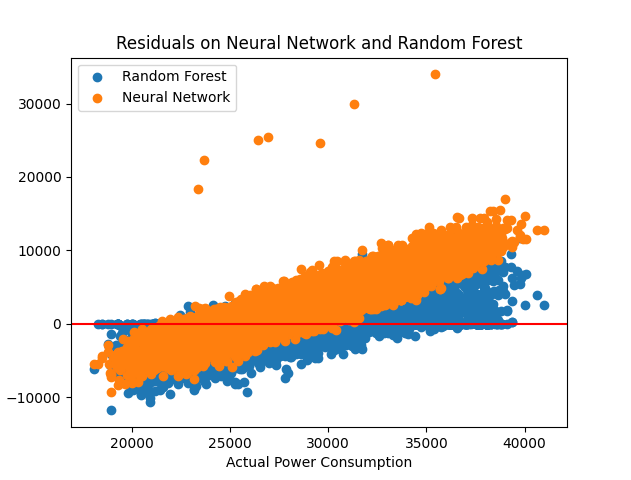 Residuals on Neural Network and Random Forest
Random Forest
Neural Network
30000
20000
10000
0
−10000
20000 25000 30000 35000 40000
Actual Power Consumption